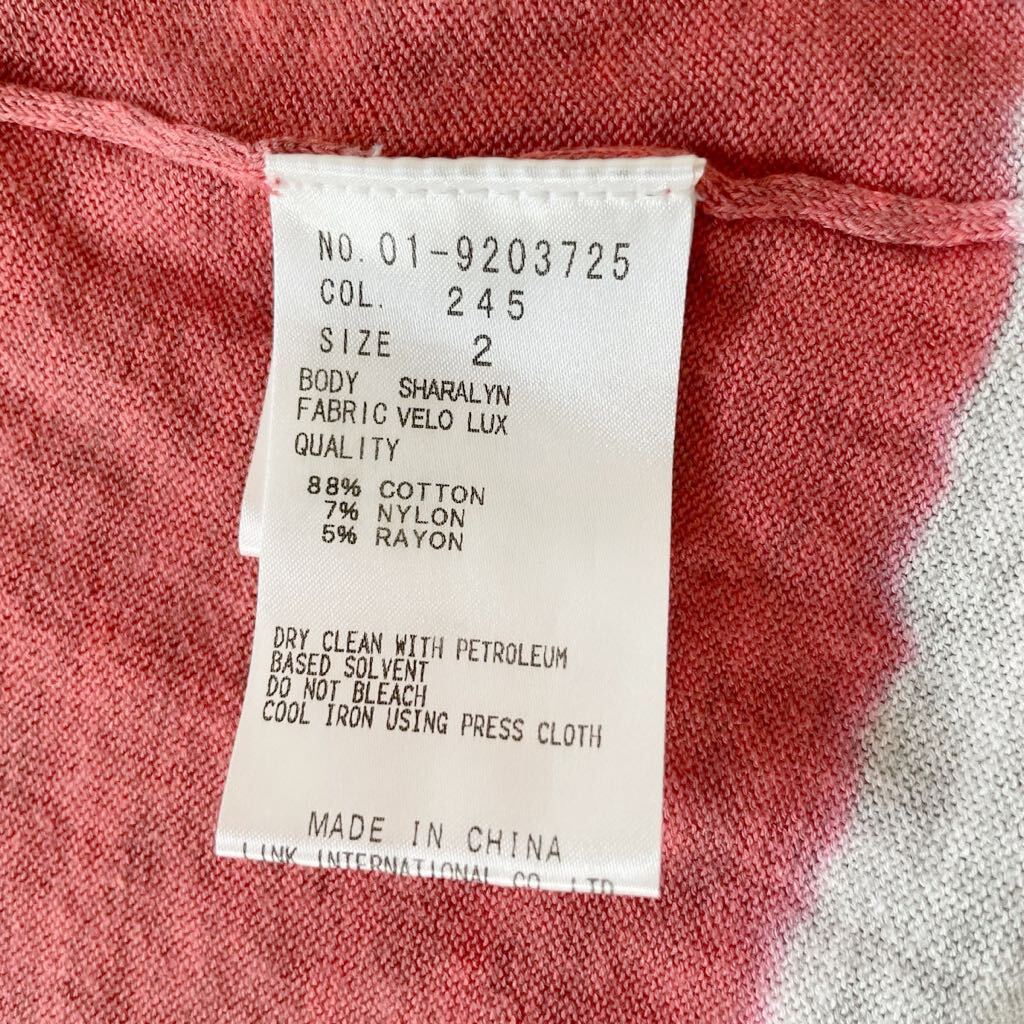 NO. 01-9203725
COL. 245
SIZE 2
BODY SHARALYN
FABRIC VELO LUX
QUALITY
88% COTTON
7% NYLON
5% RAYON
DRY CLEAN WITH PETROLEUM
BASED SOLVENT
DO NOT BLEACH
COOL IRON USING PRESS CLOTH
MADE IN CHINA
LINK INTERNATIONAL CO. LTD